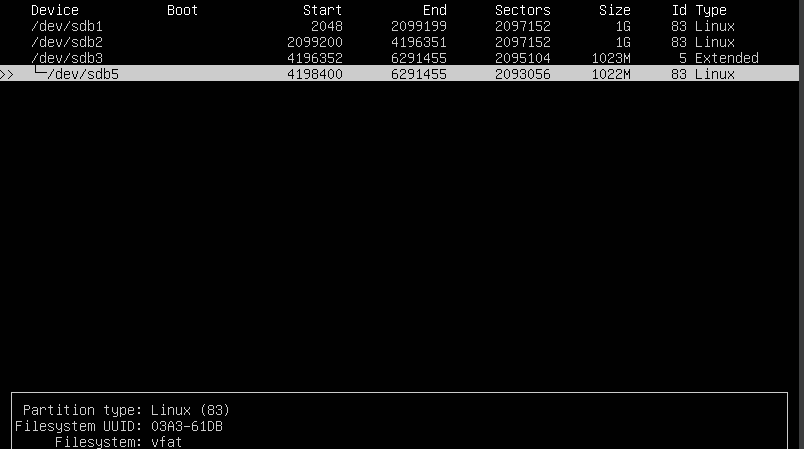 Device Boot Start End Sectors Size Id Type
/dev/sdb1 2048 2099199 2097152 1G 83 Linux
/dev/sdb2 2099200 4196351 2097152 1G 83 Linux
/dev/sdb3 4196352 6291455 2095104 1023M 5 Extended
>> └─/dev/sdb5 4198400 6291455 2093056 1022M 83 Linux
Partition type: Linux (83)
Filesystem UUID: 03A3-61DB
Filesystem: vfat